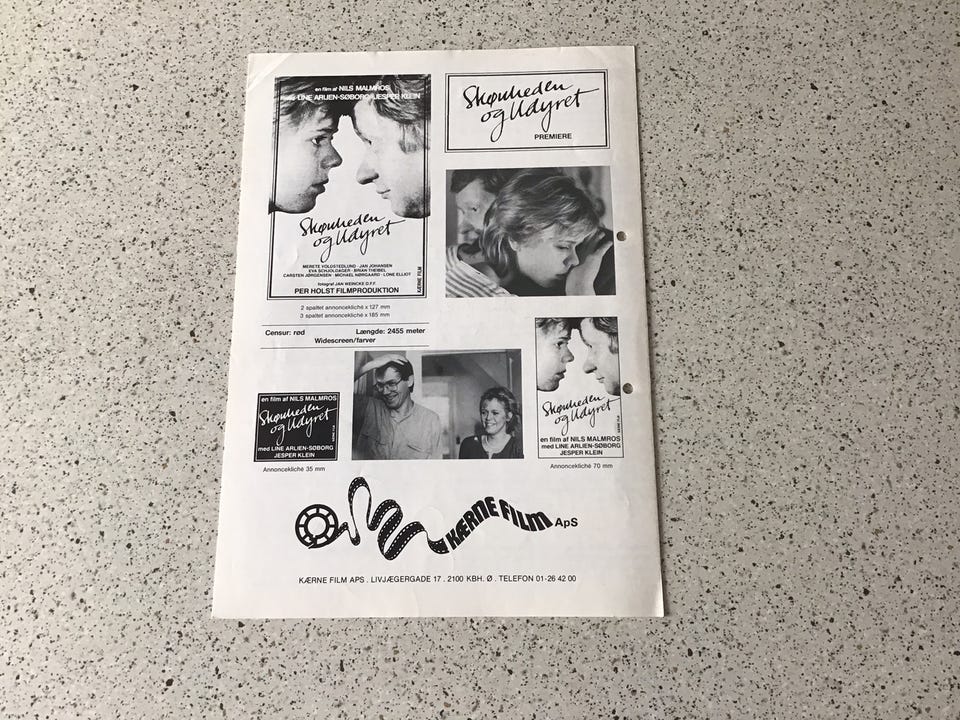 en film af NILS MALMROS
med LINE ARLIEN-SØBORG/JESPER KLEIN
Skønheden
og Udyret
MERETE VOLDSTEDLUND · JAN JOHANSEN
EVA SCHJOLDAGER · BRIAN THEIBEL
CARSTEN JØRGENSEN · MICHAEL NØRGAARD · LONE ELLIOT
fotograf JAN WEINCKE D.F.F.
PER HOLST FILMPRODUKTION
KÆRNE FILM
2 spaltet annoncekliché x 127 mm
3 spaltet annoncekliché x 185 mm
Censur: rød Længde: 2455 meter
Widescreen/farver
Skønheden
og Udyret
PREMIERE
en film af NILS MALMROS
Skønheden
og Udyret
med LINE ARLIEN-SØBORG
JESPER KLEIN
Annoncekliché 35 mm
Skønheden
og Udyret
en film af NILS MALMROS
med LINE ARLIEN-SØBORG
JESPER KLEIN
Annoncekliché 70 mm
KÆRNE FILM ApS
KÆRNE FILM APS . LIVJÆGERGADE 17 . 2100 KBH. Ø . TELEFON 01-26 42 00